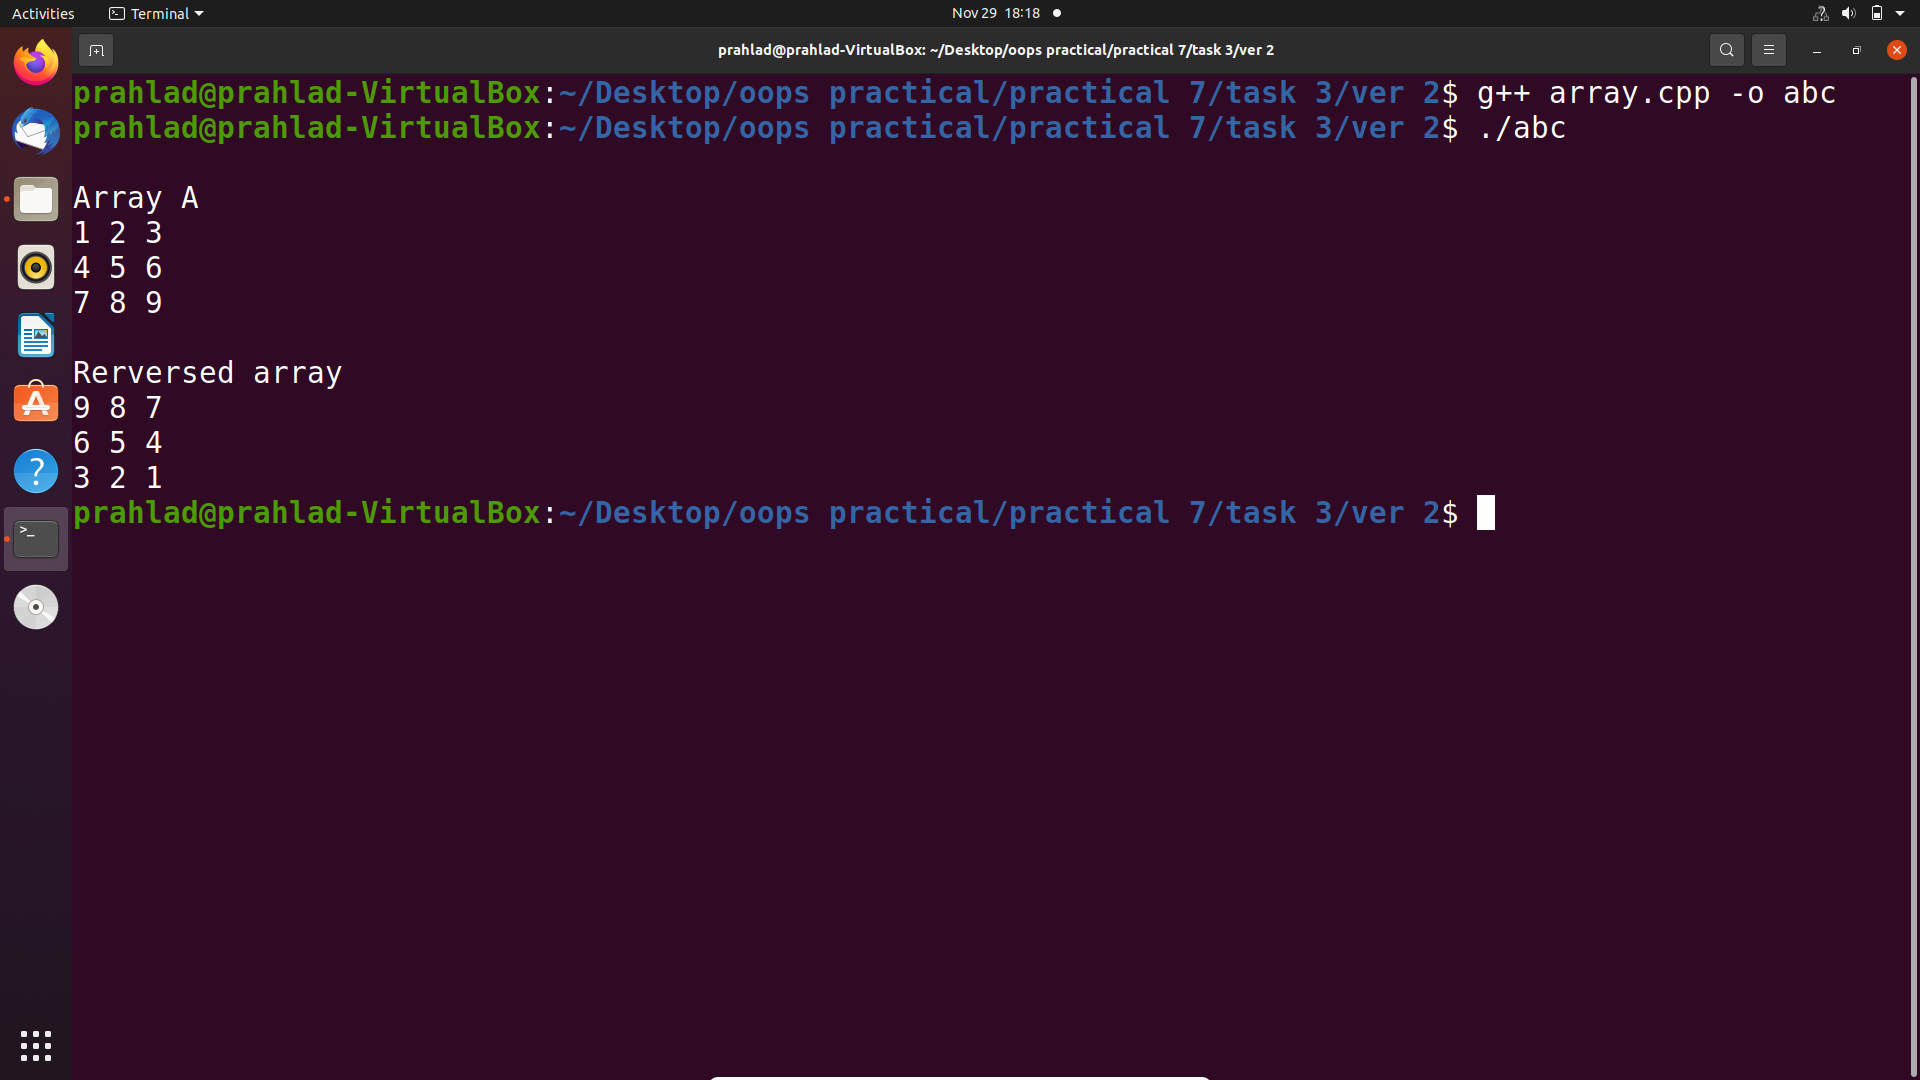 Activities
Terminal
Nov 29 18:18
prahlad@prahlad-VirtualBox: ~/Desktop/oops practical/practical 7/task 3/ver 2
prahlad@prahlad-VirtualBox:~/Desktop/oops practical/practical 7/task 3/ver 2$ g++ array.cpp -o abc
prahlad@prahlad-VirtualBox:~/Desktop/oops practical/practical 7/task 3/ver 2$ ./abc
Array A
1 2 3
4 5 6
7 8 9
Rerversed array
9 8 7
6 5 4
3 2 1
prahlad@prahlad-VirtualBox:~/Desktop/oops practical/practical 7/task 3/ver 2$